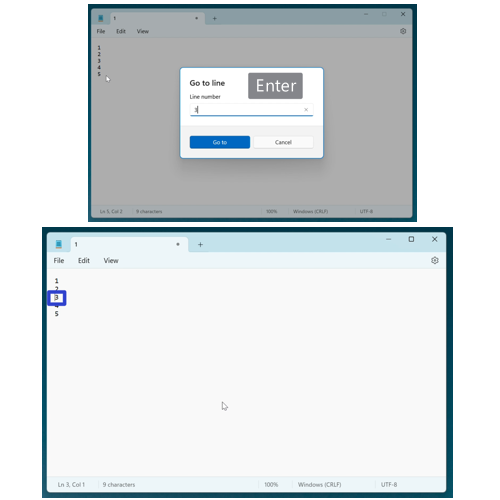 1
File Edit View
1
2
3
4
5
Go to line
Enter
Line number
3
Go to Cancel
Ln 3, Col 2 9 characters 100% Windows (CRLF) UTF-8
1
File Edit View
1
2
3
5
Ln 3, Col 1 9 characters 100% Windows (CRLF) UTF-8